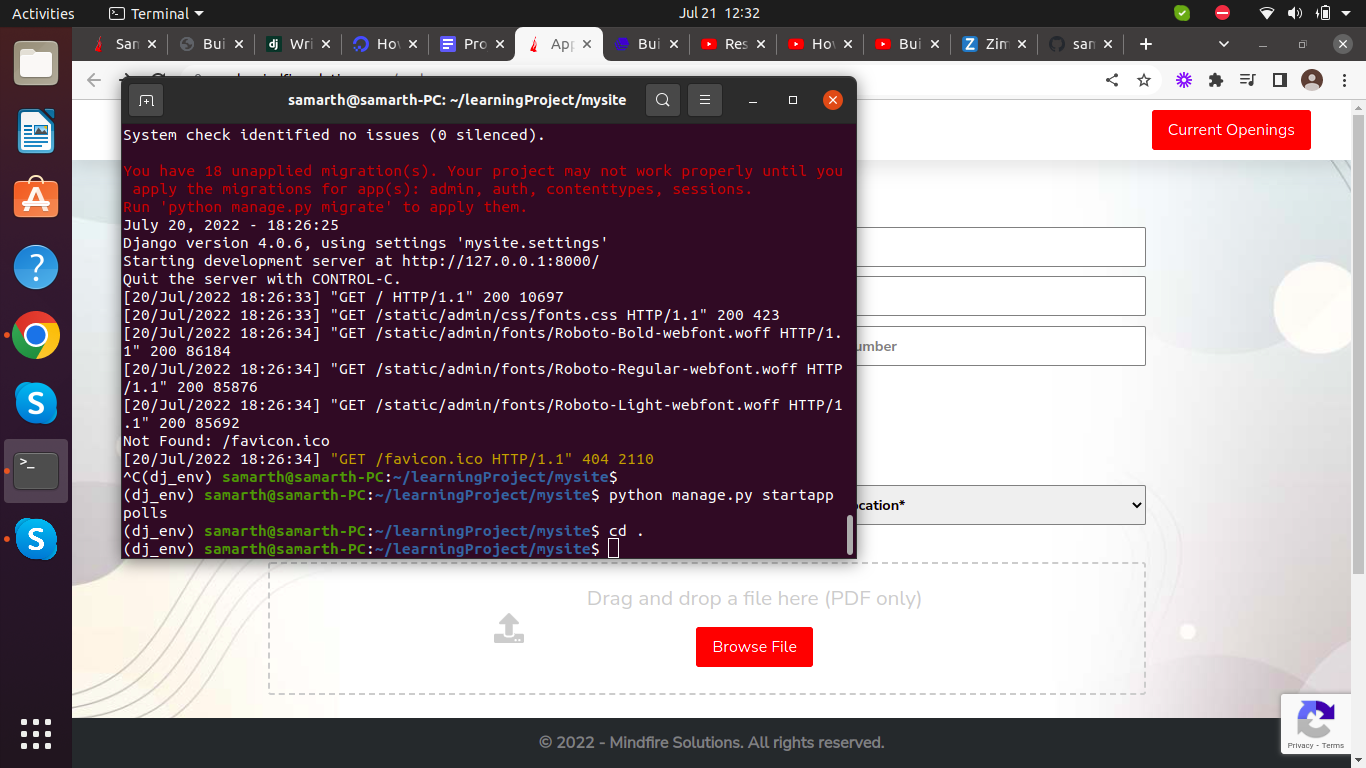 Activities
Terminal
Jul 21 12:32
San
Bui
Wri
Ho
Pro
App
Bui
Res
Ho
Bui
Zim
sam
samarth@samarth-PC: ~/learningProject/mysite
Current Openings
System check identified no issues (0 silenced).
You have 18 unapplied migration(s). Your project may not work properly until you
apply the migrations for app(s): admin, auth, contenttypes, sessions.
Run 'python manage.py migrate' to apply them.
July 20, 2022 - 18:26:25
Django version 4.0.6, using settings 'mysite.settings'
Starting development server at http://127.0.0.1:8000/
Quit the server with CONTROL-C.
[20/Jul/2022 18:26:33] "GET / HTTP/1.1" 200 10697
[20/Jul/2022 18:26:33] "GET /static/admin/css/fonts.css HTTP/1.1" 200 423
[20/Jul/2022 18:26:34] "GET /static/admin/fonts/Roboto-Bold-webfont.woff HTTP/1.
1" 200 86184
[20/Jul/2022 18:26:34] "GET /static/admin/fonts/Roboto-Regular-webfont.woff HTTP
/1.1" 200 85876
[20/Jul/2022 18:26:34] "GET /static/admin/fonts/Roboto-Light-webfont.woff HTTP/1
.1" 200 85692
Not Found: /favicon.ico
[20/Jul/2022 18:26:34] "GET /favicon.ico HTTP/1.1" 404 2110
^C(dj_env) samarth@samarth-PC:~/learningProject/mysite$
(dj_env) samarth@samarth-PC:~/learningProject/mysite$ python manage.py startapp
polls
(dj_env) samarth@samarth-PC:~/learningProject/mysite$ cd .
(dj_env) samarth@samarth-PC:~/learningProject/mysite$
umber
ocation*
Drag and drop a file here (PDF only)
Browse File
© 2022 - Mindfire Solutions. All rights reserved.
Privacy - Terms